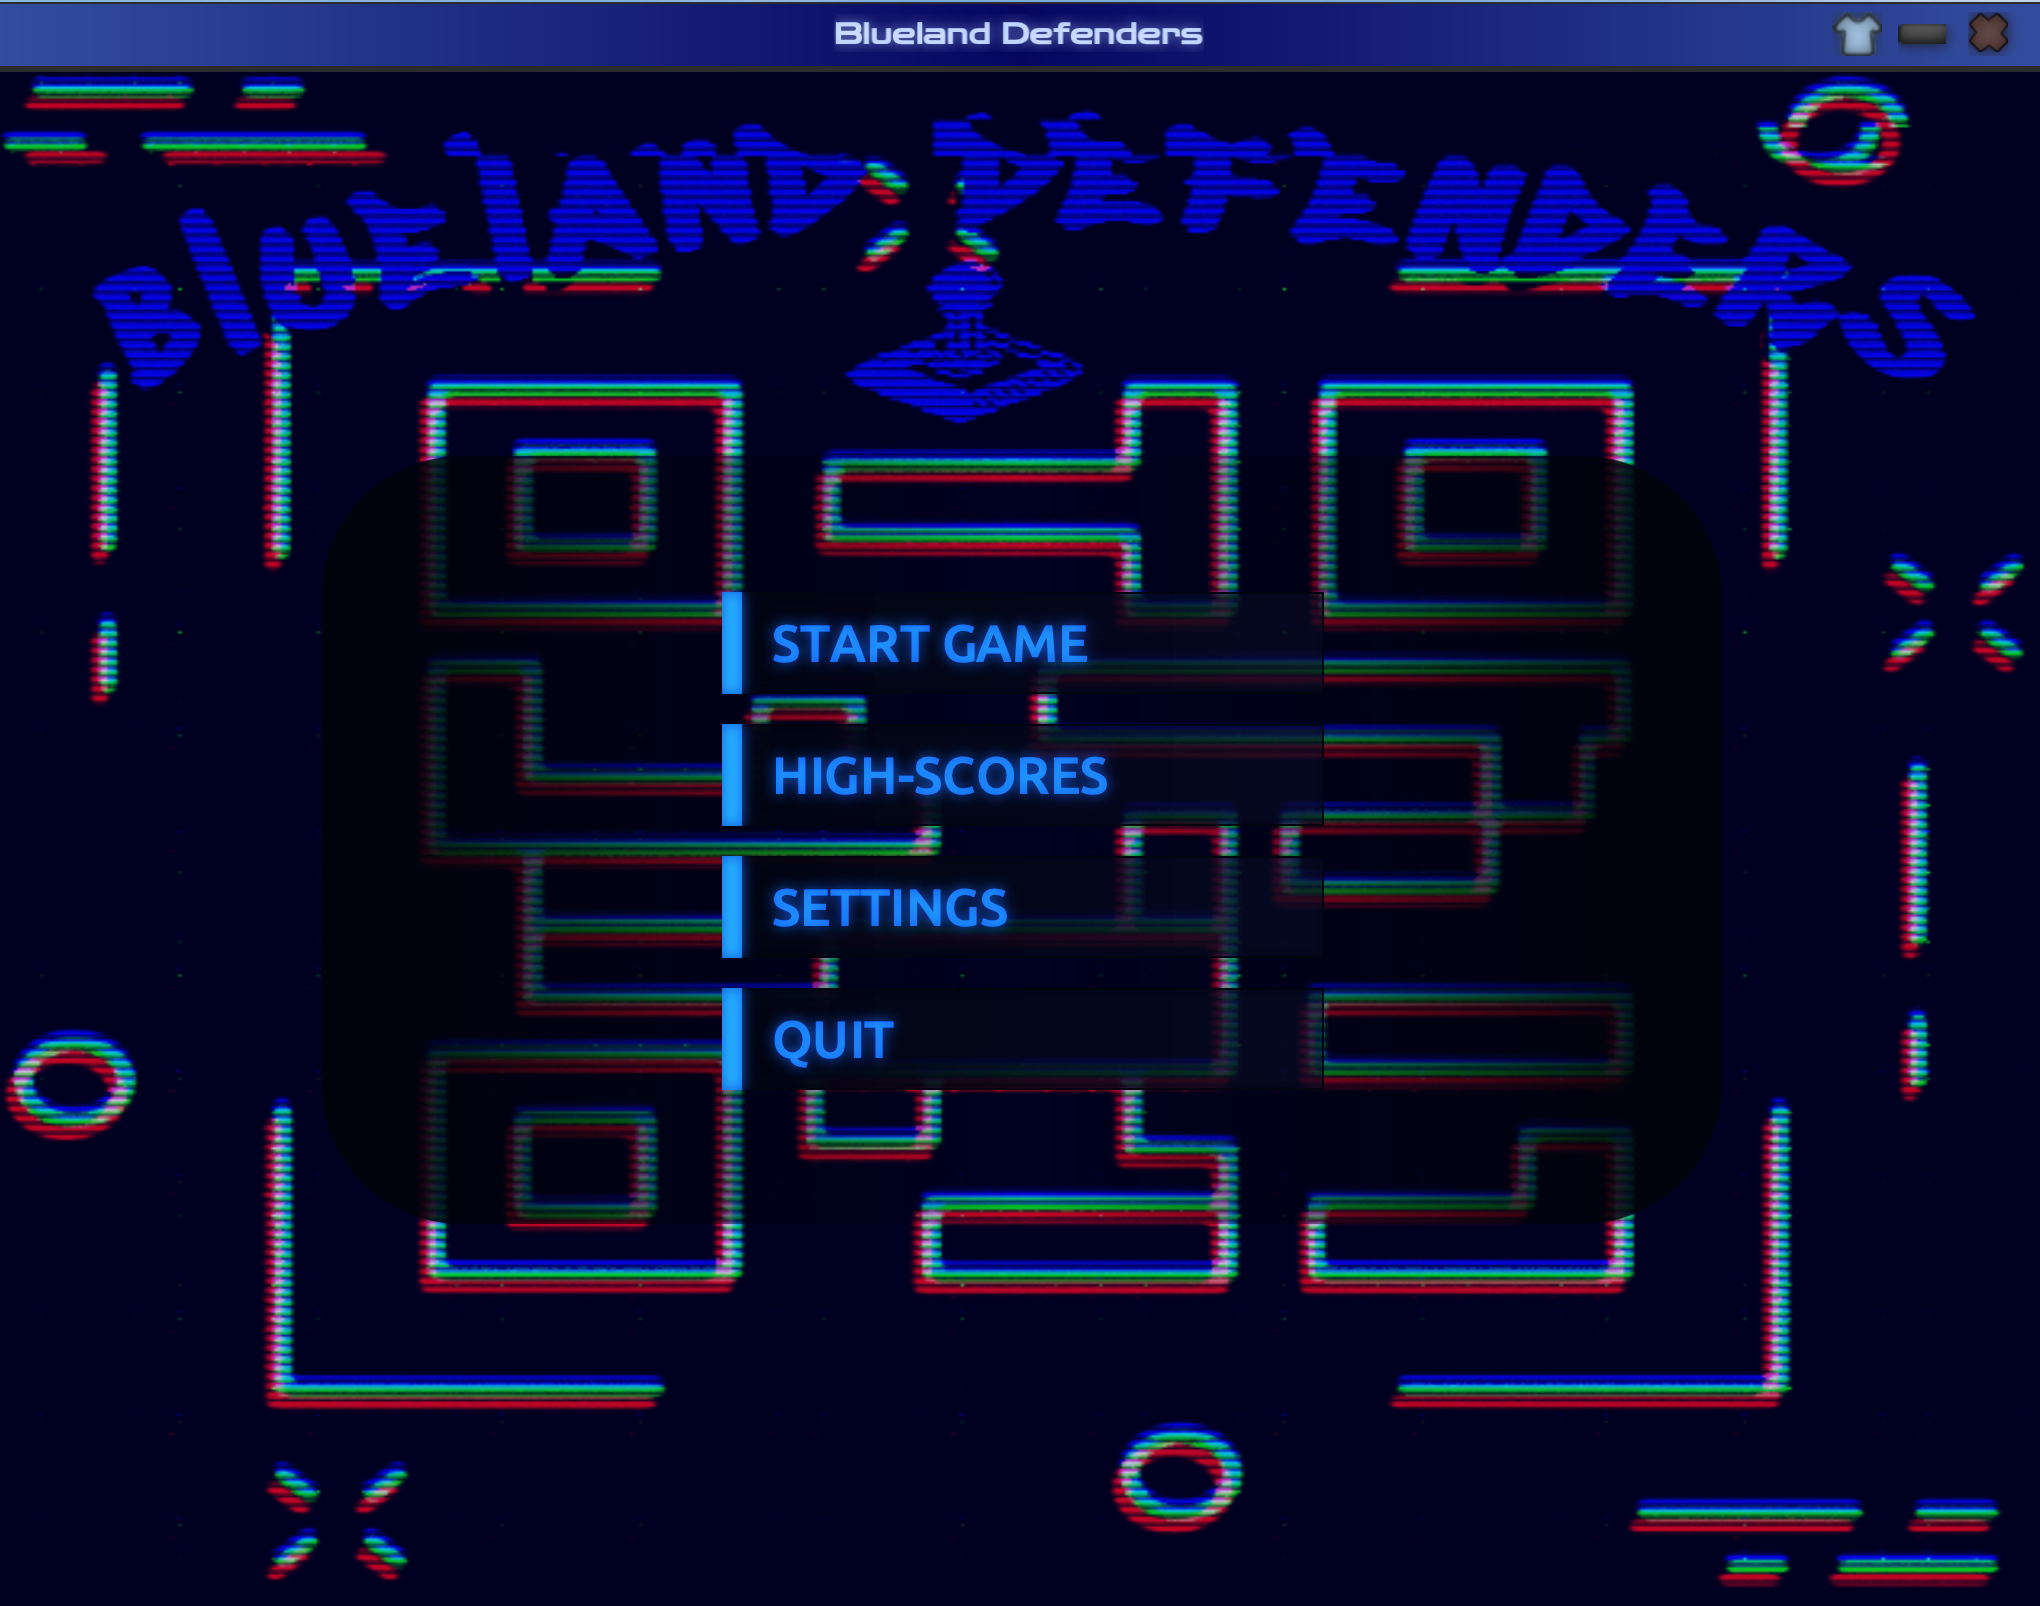 Blueland Defenders
BlUElAND DEFENDERS
START GAME
HIGH-SCORES
SETTINGS
QUIT